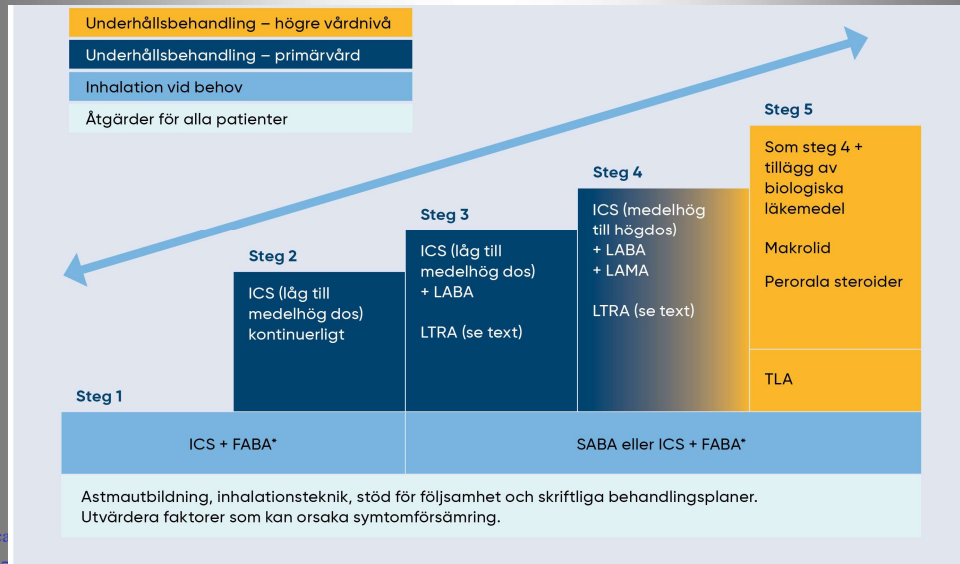 Underhållsbehandling – högre vårdnivå
Underhållsbehandling – primärvård
Inhalation vid behov
Åtgärder för alla patienter
Steg 1
Steg 2
ICS (låg till
medelhög dos)
kontinuerligt
Steg 3
ICS (låg till
medelhög dos)
+ LABA
LTRA (se text)
Steg 4
ICS (medelhög
till högdos)
+ LABA
+ LAMA
LTRA (se text)
Steg 5
Som steg 4 +
tillägg av
biologiska
läkemedel
Makrolid
Perorala steroider
TLA
ICS + FABA*
SABA eller ICS + FABA*
Astmautbildning, inhalationsteknik, stöd för följsamhet och skriftliga behandlingsplaner.
Utvärdera faktorer som kan orsaka symtomförsämring.